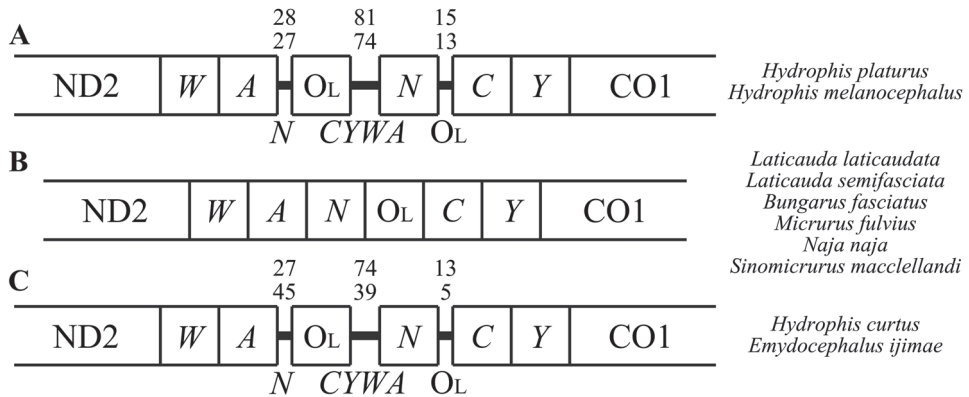 28 81 15
A 27 74 13
ND2 W A OL N C Y CO1
N CYWA OL
Hydrophis platurus
Hydrophis melanocephalus
B
ND2 W A N OL C Y CO1
Laticauda laticaudata
Laticauda semifasciata
Bungarus fasciatus
Micrurus fulvius
Naja naja
Sinomicrurus macclellandi
27 74 13
C 45 39 5
ND2 W A OL N C Y CO1
N CYWA OL
Hydrophis curtus
Emydocephalus ijimae